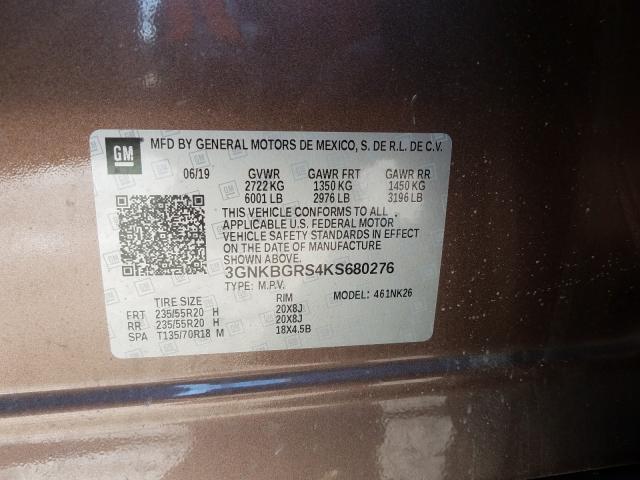 GM MFD BY GENERAL MOTORS DE MEXICO, S. DE R.L. DE C.V.
06/19 GVWR GAWR FRT GAWR RR
2722 KG 1350 KG 1450 KG
6001 LB 2976 LB 3196 LB
THIS VEHICLE CONFORMS TO ALL
APPLICABLE U.S. FEDERAL MOTOR
VEHICLE SAFETY STANDARDS IN EFFECT
ON THE DATE OF MANUFACTURE
SHOWN ABOVE.
3GNKBGRS4KS680276
TYPE: M.P.V. MODEL: 461NK26
TIRE SIZE RIM
FRT 235/55R20 H 20X8J
RR 235/55R20 H 20X8J
SPA T135/70R18 M 18X4.5B